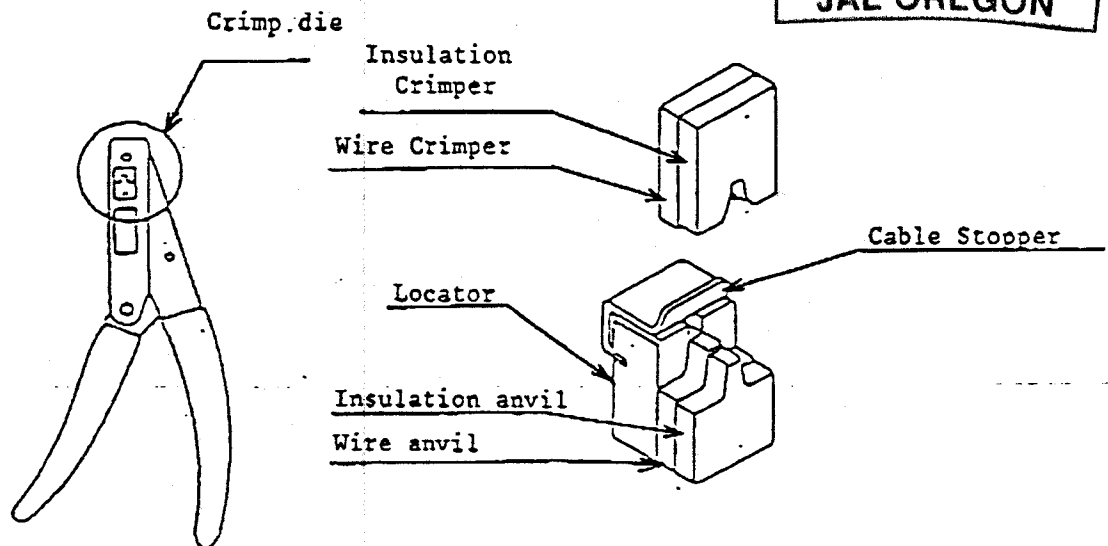 JAE OREGON
Crimp.die
Insulation
Crimper
Wire Crimper
Cable Stopper
Locator
Insulation anvil
Wire anvil